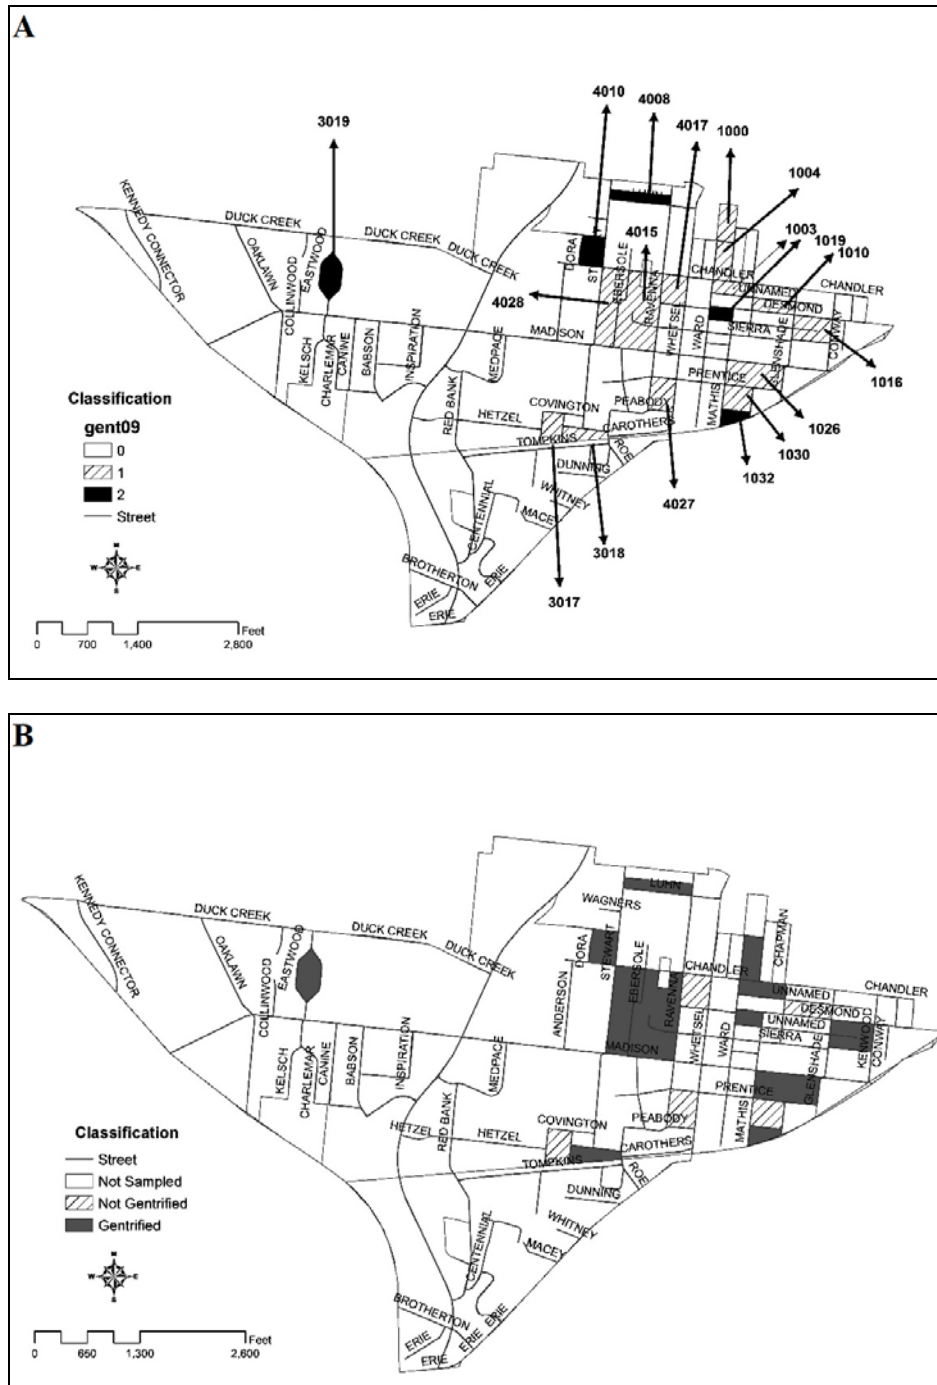 A
4010
4008
3019
4017
1000
1004
1003
1019
1010
KENNEDY CONNECTOR
DUCK CREEK
OAKLAWN
COLLINWOOD
EASTWOOD
DUCK CREEK
DUCK CREEK
DORA
ST
EBERSOLE
4015
RAVENNA
CHANDLER
UNNAMED
CHANDLER
DESMOND
4028
MADISON
WHETSEL
WARD
SIERRA
CONWAY
KELSCH
CHARLEMAR
CANINE
BABSON
INSPIRATION
MEDPACE
PRENTICE
1016
Classification
gent09
0
1
2
Street
RED BANK
HETZEL
COVINGTON
PEABODY
MATHIS
1026
CAROTHERS
TOMPKINS
ROE
1030
DUNNING
1032
WHITNEY
4027
CENTENNIAL
MACEY
3018
BROTHERTON
ERIE
ERIE
ERIE
3017
N
W E
S
Feet
0 700 1,400 2,800
B
LUHN
WAGNERS
KENNEDY CONNECTOR
DUCK CREEK
OAKLAWN
COLLINWOOD
EASTWOOD
DUCK CREEK
DUCK CREEK
DORA
STEWART
CHAPMAN
ANDERSON
EBERSOLE
RAVENNA
CHANDLER
UNNAMED
CHANDLER
DESMOND
UNNAMED
SIERRA
KENWOOD
CONWAY
MADISON
WHETSEL
WARD
GLENSHADE
KELSCH
CHARLEMAR
CANINE
BABSON
INSPIRATION
MEDPACE
PRENTICE
RED BANK
HETZEL
HETZEL
COVINGTON
PEABODY
MATHIS
CAROTHERS
TOMPKINS
ROE
DUNNING
Classification
Street
Not Sampled
Not Gentrified
Gentrified
WHITNEY
CENTENNIAL
MACEY
BROTHERTON
ERIE
ERIE
ERIE
ERIE
N
W E
S
Feet
0 650 1,300 2,600